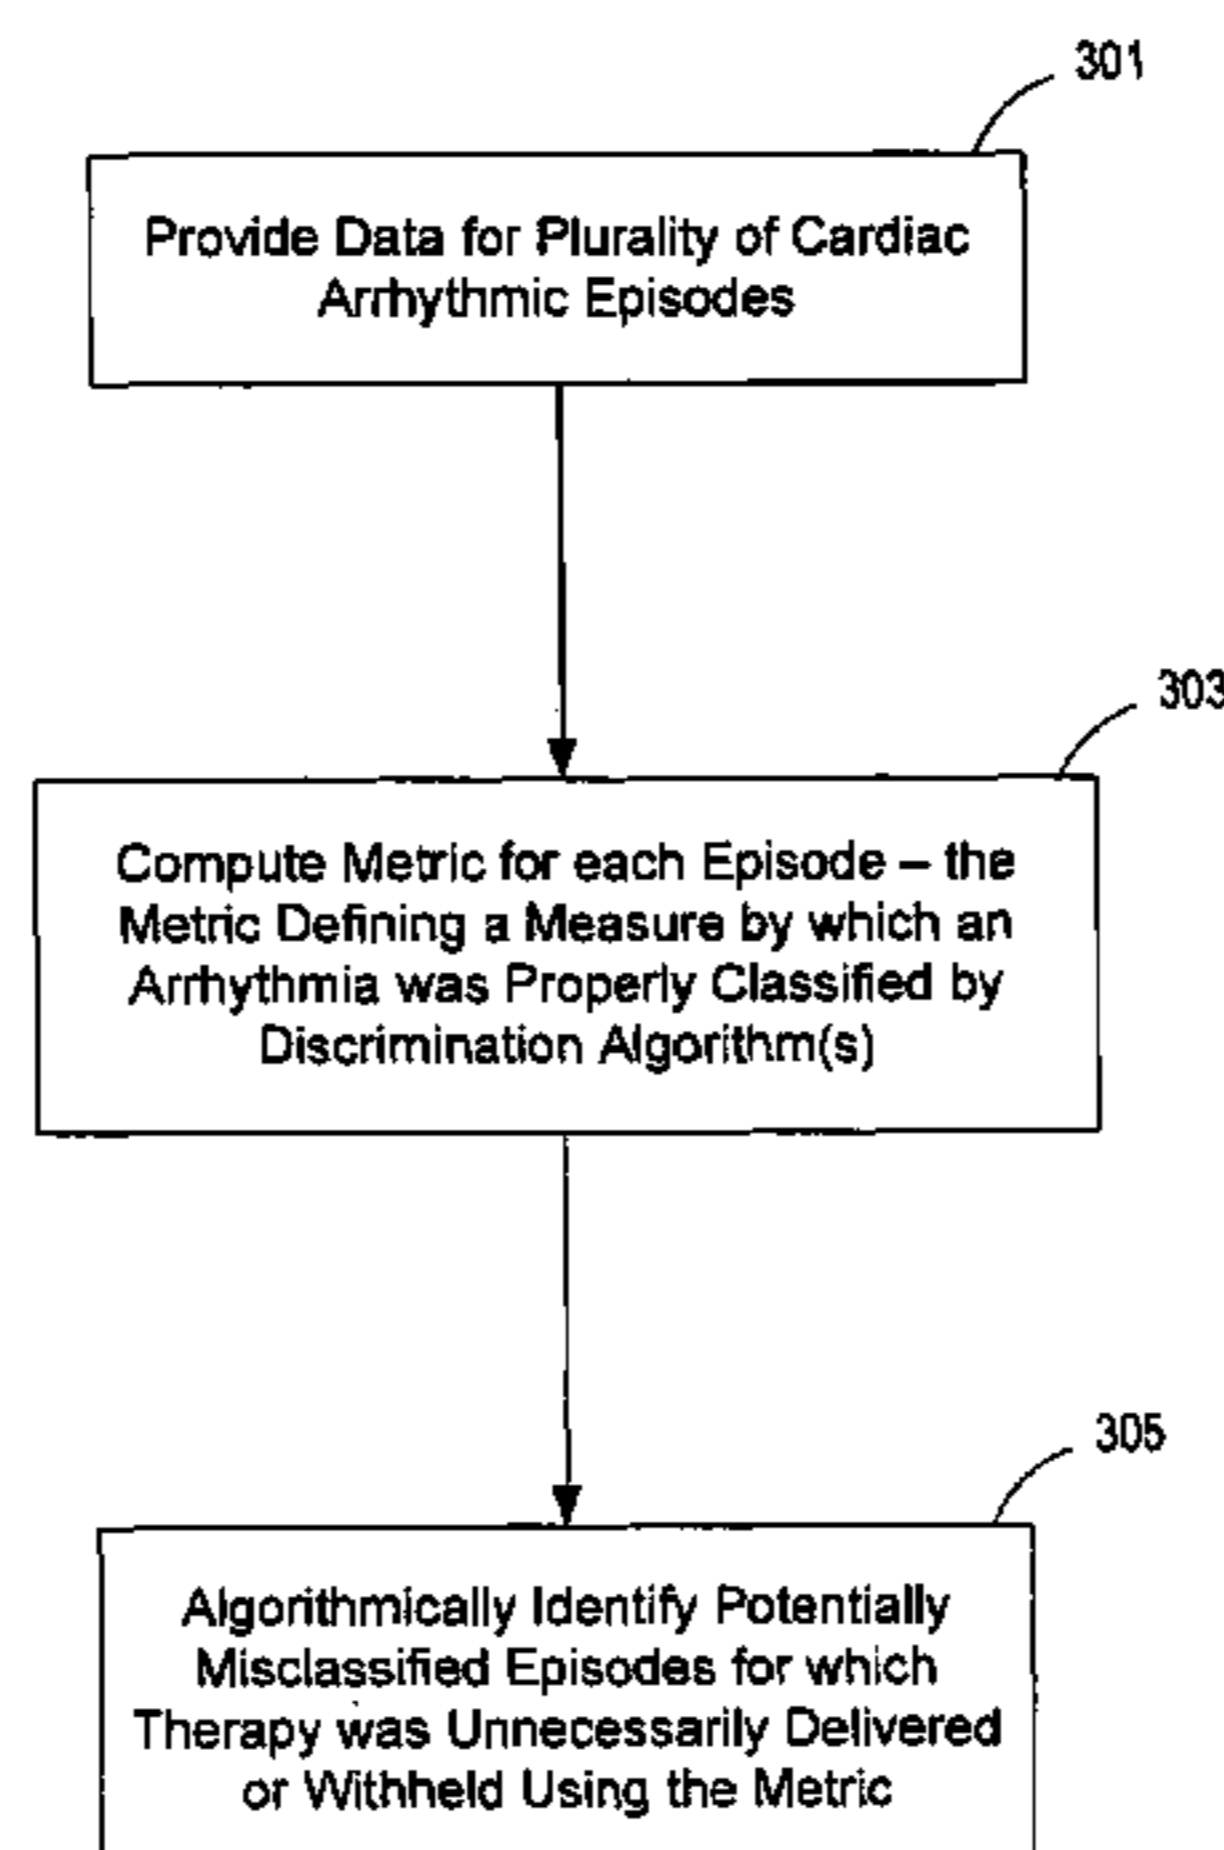 301
Provide Data for Plurality of Cardiac
Arrhythmic Episodes
303
Compute Metric for each Episode – the
Metric Defining a Measure by which an
Arrhythmia was Properly Classified by
Discrimination Algorithm(s)
305
Algorithmically Identify Potentially
Misclassified Episodes for which
Therapy was Unnecessarily Delivered
or Withheld Using the Metric